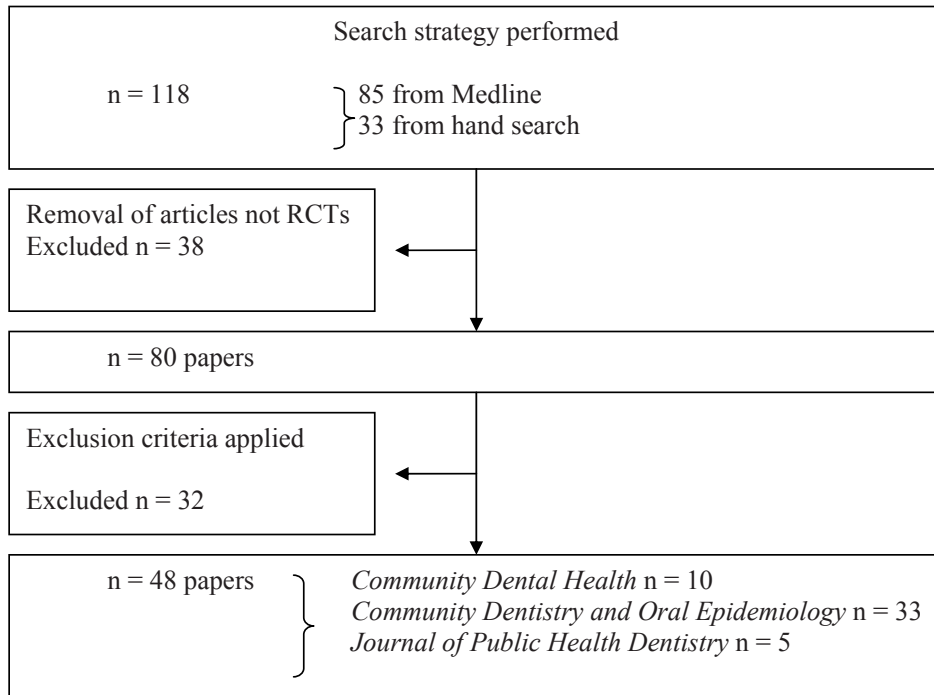 Search strategy performed
n = 118
85 from Medline
33 from hand search
Removal of articles not RCTs
Excluded n = 38
n = 80 papers
Exclusion criteria applied
Excluded n = 32
n = 48 papers
Community Dental Health n = 10
Community Dentistry and Oral Epidemiology n = 33
Journal of Public Health Dentistry n = 5